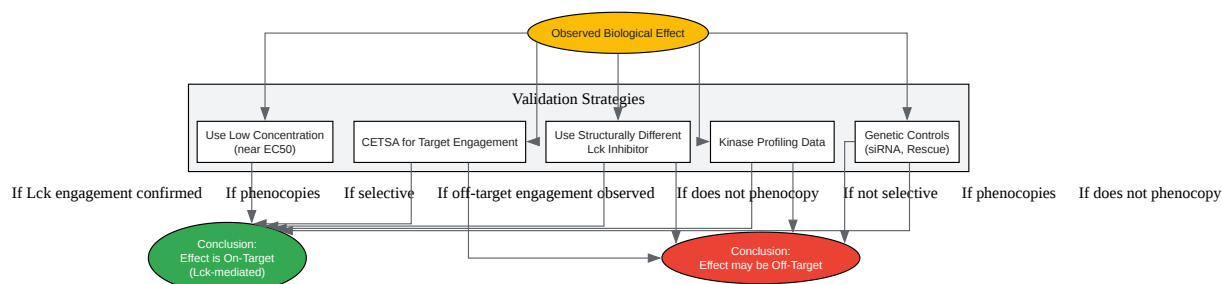 Observed Biological Effect
Validation Strategies
Use Low Concentration
(near EC50)
CETSA for Target Engagement
Use Structurally Different
Lck Inhibitor
Kinase Profiling Data
Genetic Controls
(siRNA, Rescue)
If Lck engagement confirmed
If phenocopies
If selective
If off-target engagement observed
If does not phenocopy
If not selective
If phenocopies
If does not phenocopy
Conclusion:
Effect is On-Target
(Lck-mediated)
Conclusion:
Effect may be Off-Target